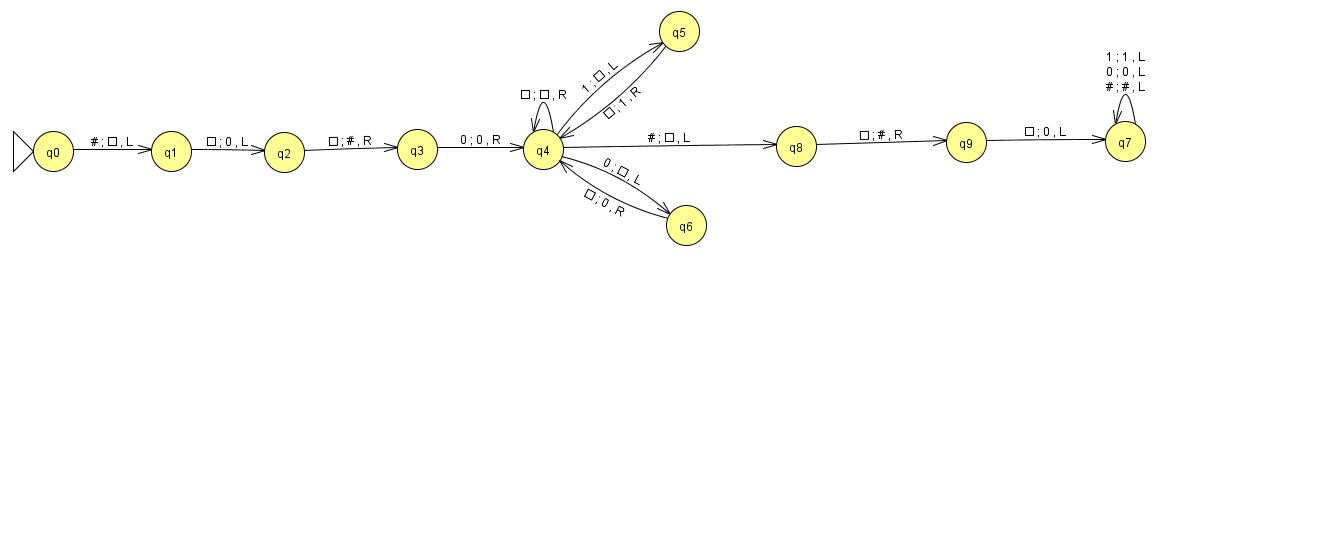 q5
1 ; □ , L
□ ; 1 , R
1 ; 1 , L
0 ; 0 , L
# ; # , L
□ ; □ , R
q0
# ; □ , L
q1
□ ; 0 , L
q2
□ ; # , R
q3
0 ; 0 , R
q4
# ; □ , L
q8
□ ; # , R
q9
□ ; 0 , L
q7
0 ; □ , L
□ ; 0 , R
q6